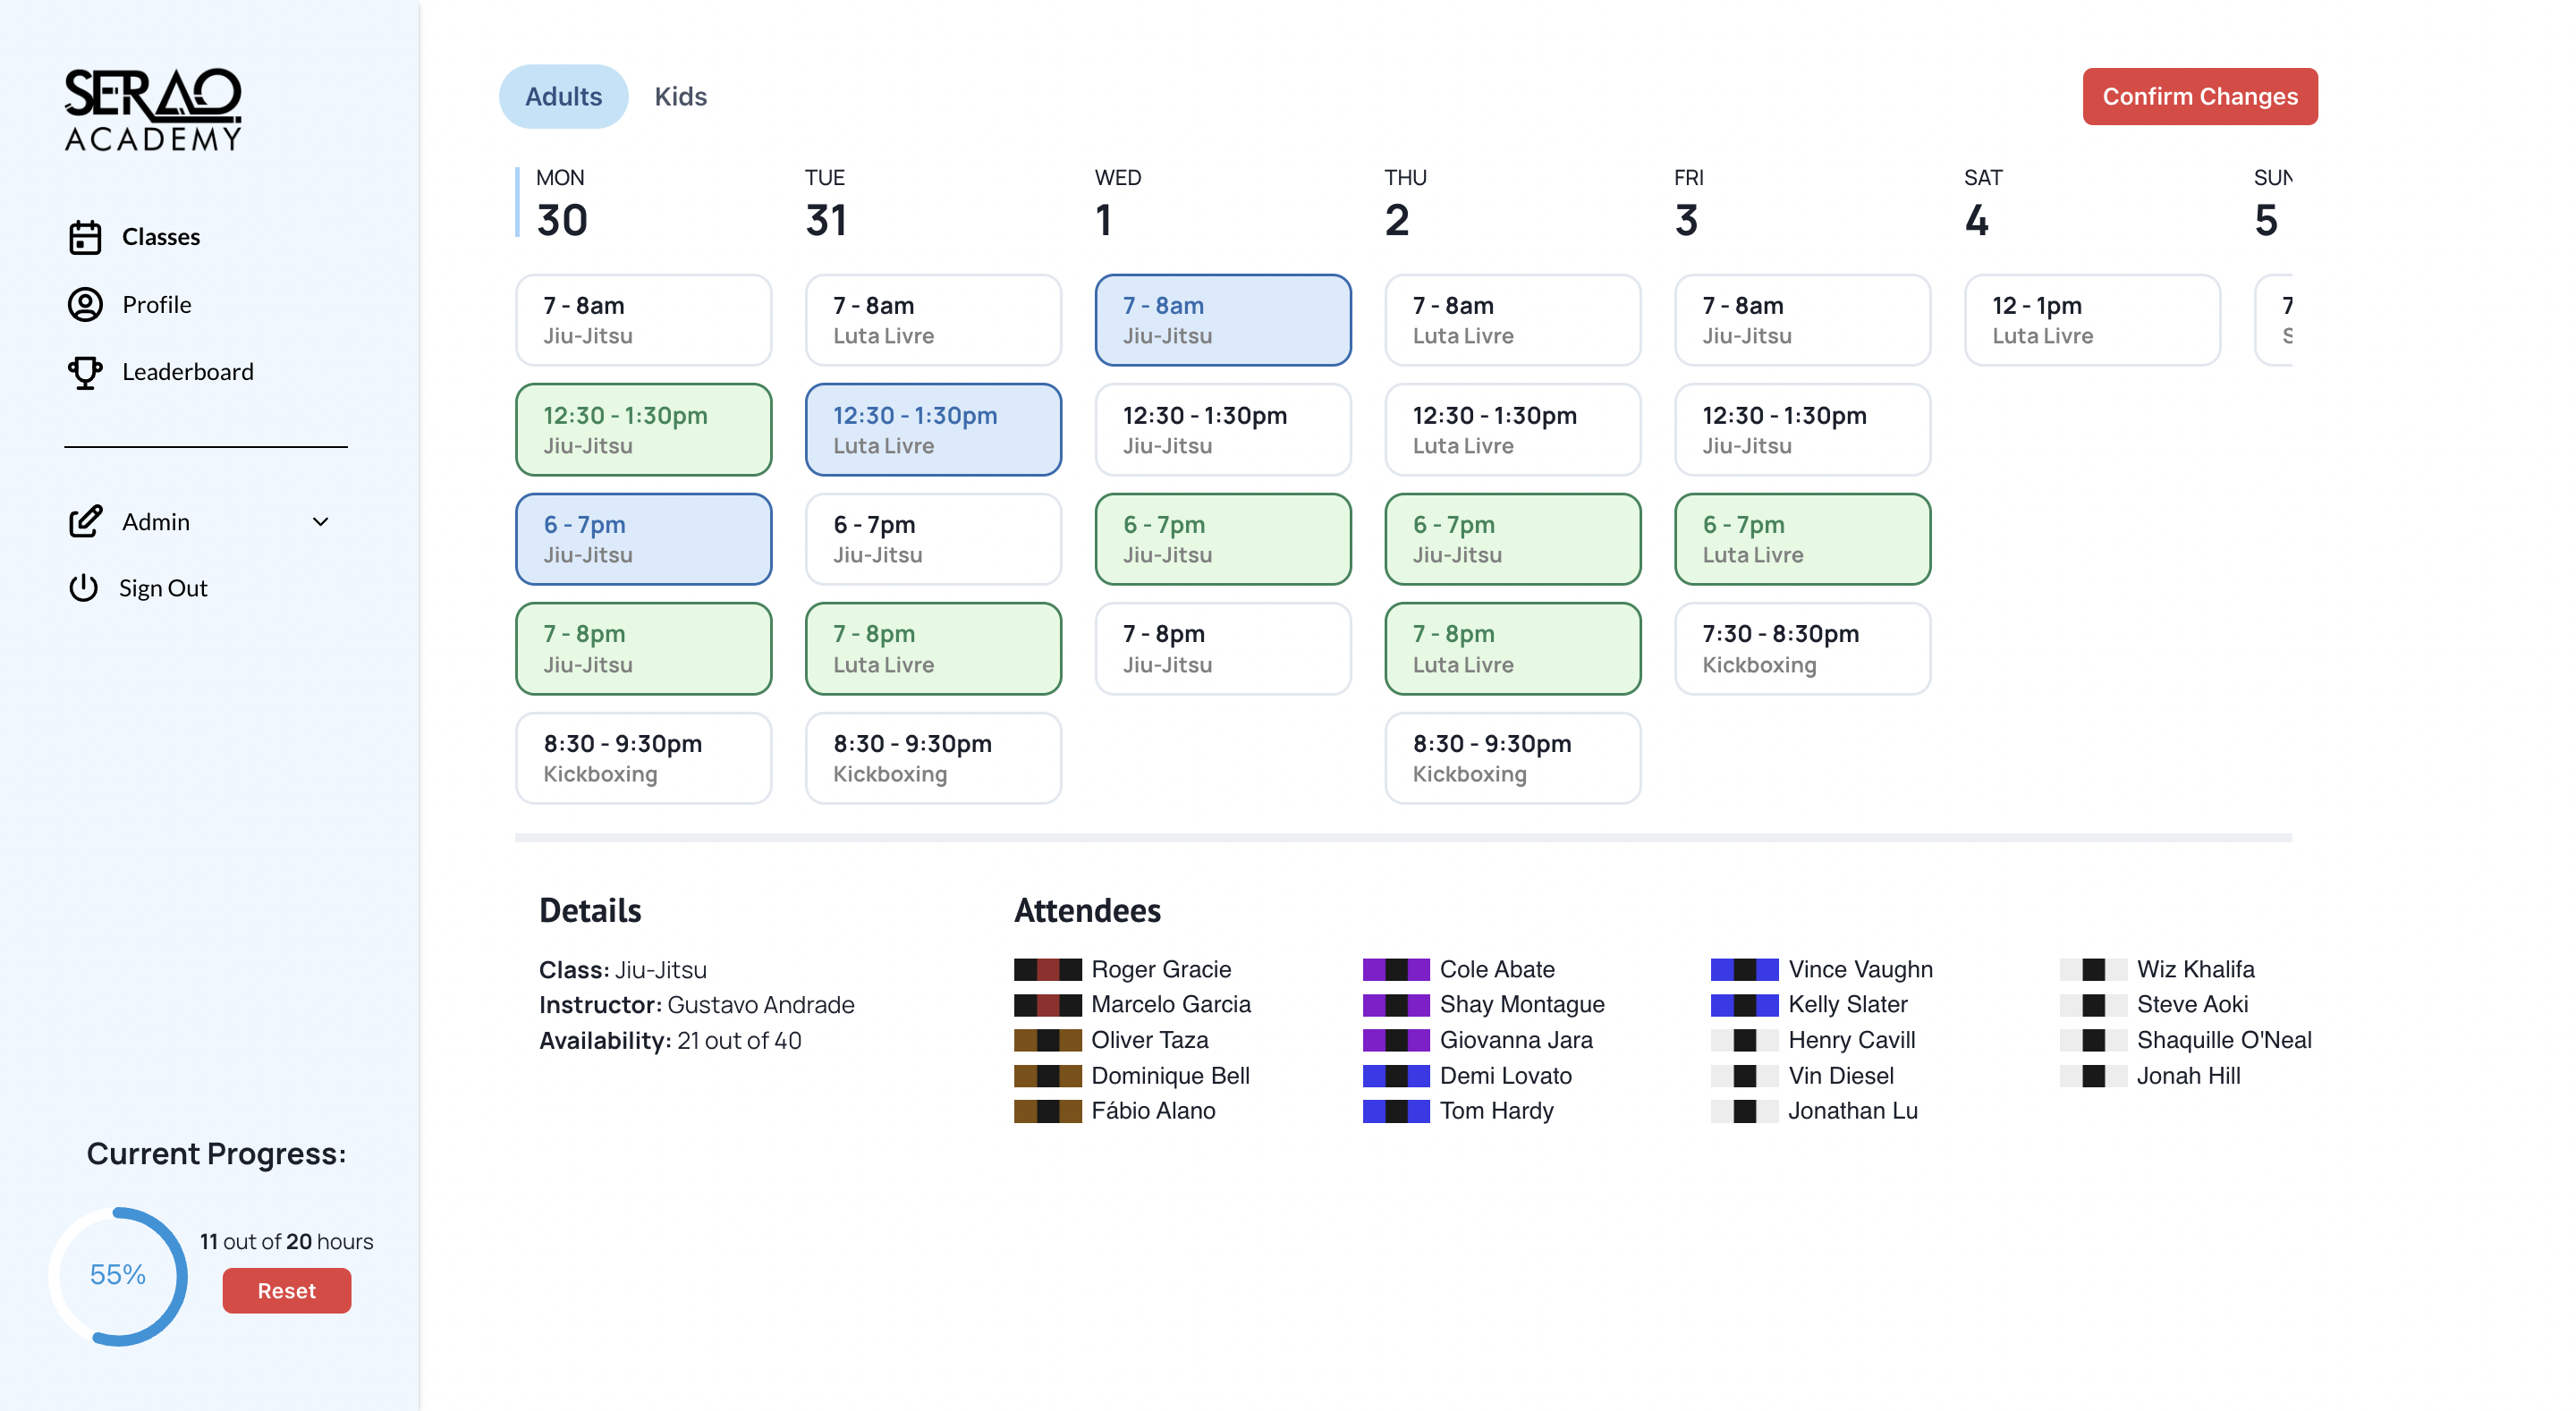 SERAO
ACADEMY
Classes
Profile
Leaderboard
Admin
Sign Out
Current Progress:
55%
11 out of 20 hours
Reset
Adults Kids
Confirm Changes
MON
30
7 - 8am
Jiu-Jitsu
12:30 - 1:30pm
Jiu-Jitsu
6 - 7pm
Jiu-Jitsu
7 - 8pm
Jiu-Jitsu
8:30 - 9:30pm
Kickboxing
TUE
31
7 - 8am
Luta Livre
12:30 - 1:30pm
Luta Livre
6 - 7pm
Jiu-Jitsu
7 - 8pm
Luta Livre
8:30 - 9:30pm
Kickboxing
WED
1
7 - 8am
Jiu-Jitsu
12:30 - 1:30pm
Jiu-Jitsu
6 - 7pm
Jiu-Jitsu
7 - 8pm
Jiu-Jitsu
THU
2
7 - 8am
Luta Livre
12:30 - 1:30pm
Luta Livre
6 - 7pm
Jiu-Jitsu
7 - 8pm
Luta Livre
8:30 - 9:30pm
Kickboxing
FRI
3
7 - 8am
Jiu-Jitsu
12:30 - 1:30pm
Jiu-Jitsu
6 - 7pm
Luta Livre
7:30 - 8:30pm
Kickboxing
SAT
4
12 - 1pm
Luta Livre
SUN
5
7
S
Details
Class: Jiu-Jitsu
Instructor: Gustavo Andrade
Availability: 21 out of 40
Attendees
Roger Gracie
Marcelo Garcia
Oliver Taza
Dominique Bell
Fábio Alano
Cole Abate
Shay Montague
Giovanna Jara
Demi Lovato
Tom Hardy
Vince Vaughn
Kelly Slater
Henry Cavill
Vin Diesel
Jonathan Lu
Wiz Khalifa
Steve Aoki
Shaquille O'Neal
Jonah Hill